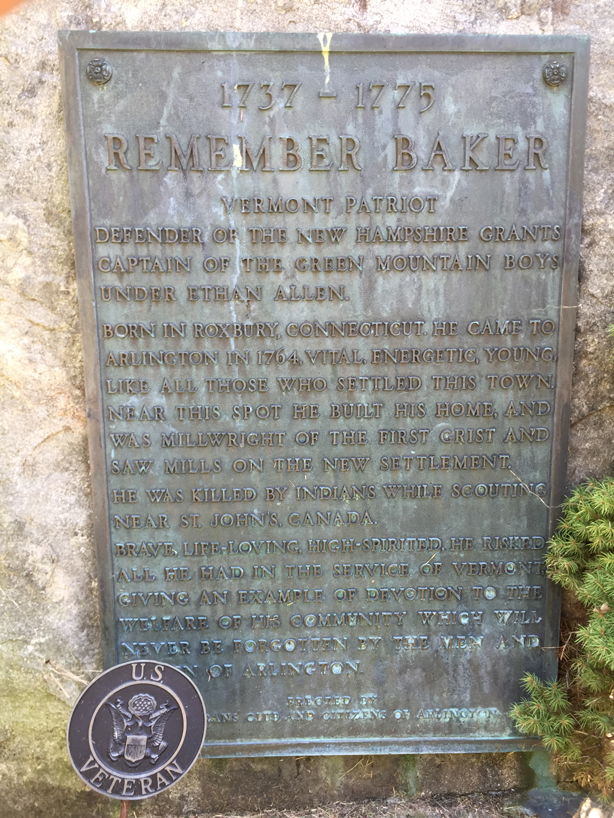 1737 – 1775
REMEMBER BAKER
VERMONT PATRIOT
DEFENDER OF THE NEW HAMPSHIRE GRANTS
CAPTAIN OF THE GREEN MOUNTAIN BOYS
UNDER ETHAN ALLEN.
BORN IN ROXBURY, CONNECTICUT. HE CAME TO
ARLINGTON IN 1764, VITAL, ENERGETIC, YOUNG,
LIKE ALL THOSE WHO SETTLED THIS TOWN.
NEAR THIS SPOT HE BUILT HIS HOME, AND
WAS MILLWRIGHT OF THE FIRST GRIST AND
SAW MILLS ON THE NEW SETTLEMENT.
HE WAS KILLED BY INDIANS WHILE SCOUTING
NEAR ST. JOHN'S, CANADA.
BRAVE, LIFE-LOVING, HIGH-SPIRITED, HE RISKED
ALL HE HAD IN THE SERVICE OF VERMONT
GIVING AN EXAMPLE OF DEVOTION TO THE
WELFARE OF HIS COMMUNITY WHICH WILL
NEVER BE FORGOTTEN BY THE MEN AND
OF ARLINGTON.
ERECTED BY
AND CITIZENS OF ARLINGTON
US
VETERAN